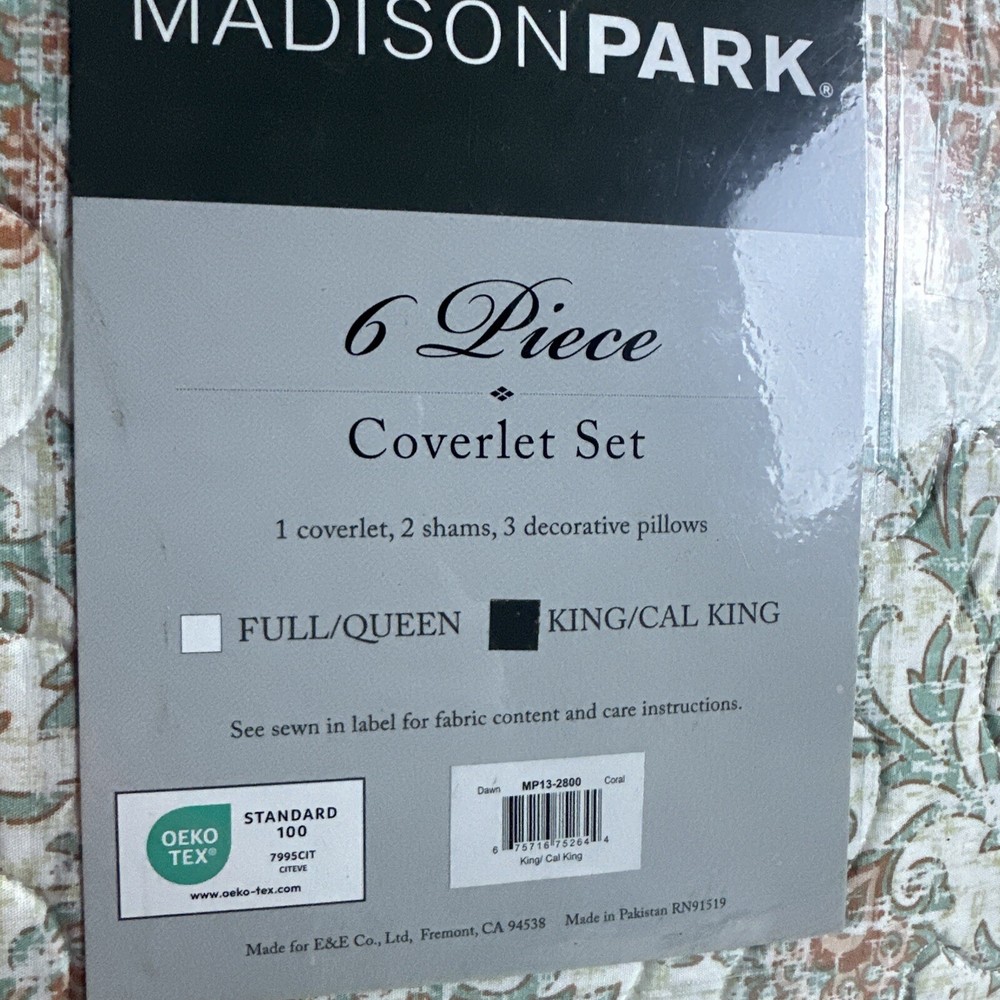 MADISONPARK®
6 Piece
Coverlet Set
1 coverlet, 2 shams, 3 decorative pillows
FULL/QUEEN KING/CAL KING
See sewn in label for fabric content and care instructions.
OEKO
TEX®
STANDARD
100
7995CIT
CITEVE
www.oeko-tex.com
Dawn MP13-2800 Coral
6 75716 75264 4
King/ Cal King
Made for E&E Co., Ltd, Fremont, CA 94538 Made in Pakistan RN91519